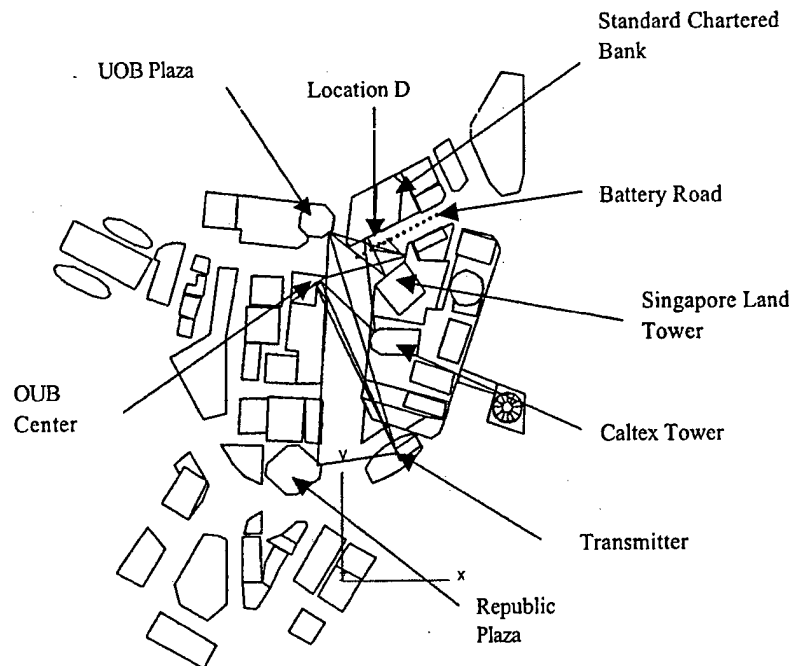 Standard Chartered
Bank
UOB Plaza
Location D
Battery Road
Singapore Land
Tower
OUB
Center
Caltex Tower
y
Transmitter
x
Republic
Plaza